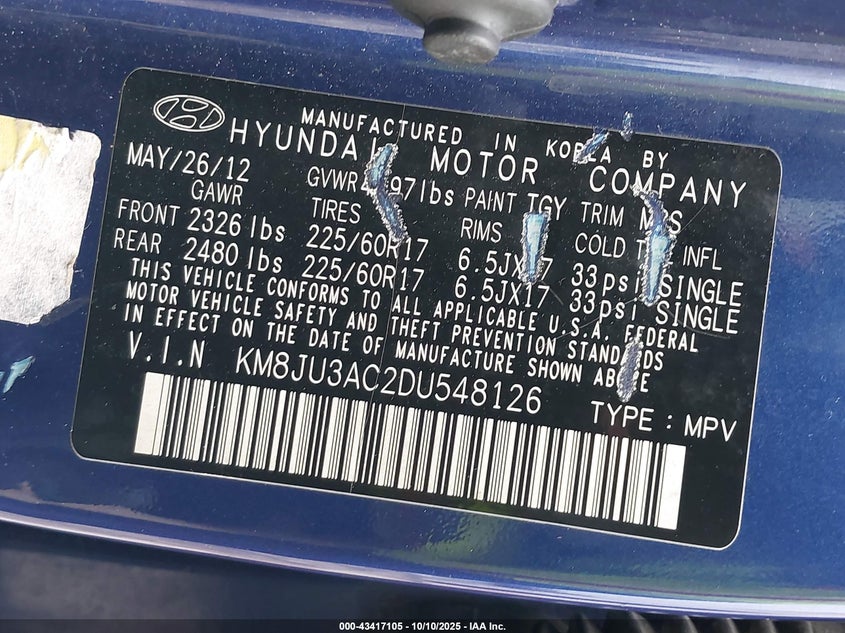 MANUFACTURED IN KOREA BY
HYUNDAI MOTOR COMPANY
MAY/26/12 PAINT TGY TRIM
GAWR TIRES RIMS COLD INFL
FRONT 2326 lbs 225/60R17 6.5JX17 33psi SINGLE
REAR 2480 lbs 225/60R17 6.5JX17 33psi SINGLE
THIS VEHICLE CONFORMS TO ALL APPLICABLE U.S.A. FEDERAL
MOTOR VEHICLE SAFETY AND THEFT PREVENTION STANDARDS
IN EFFECT ON THE DATE OF MANUFACTURE SHOWN ABOVE
V.I.N KM8JU3AC2DU548126 TYPE : MPV
000-43417105 - 10/10/2025 - IAA Inc.